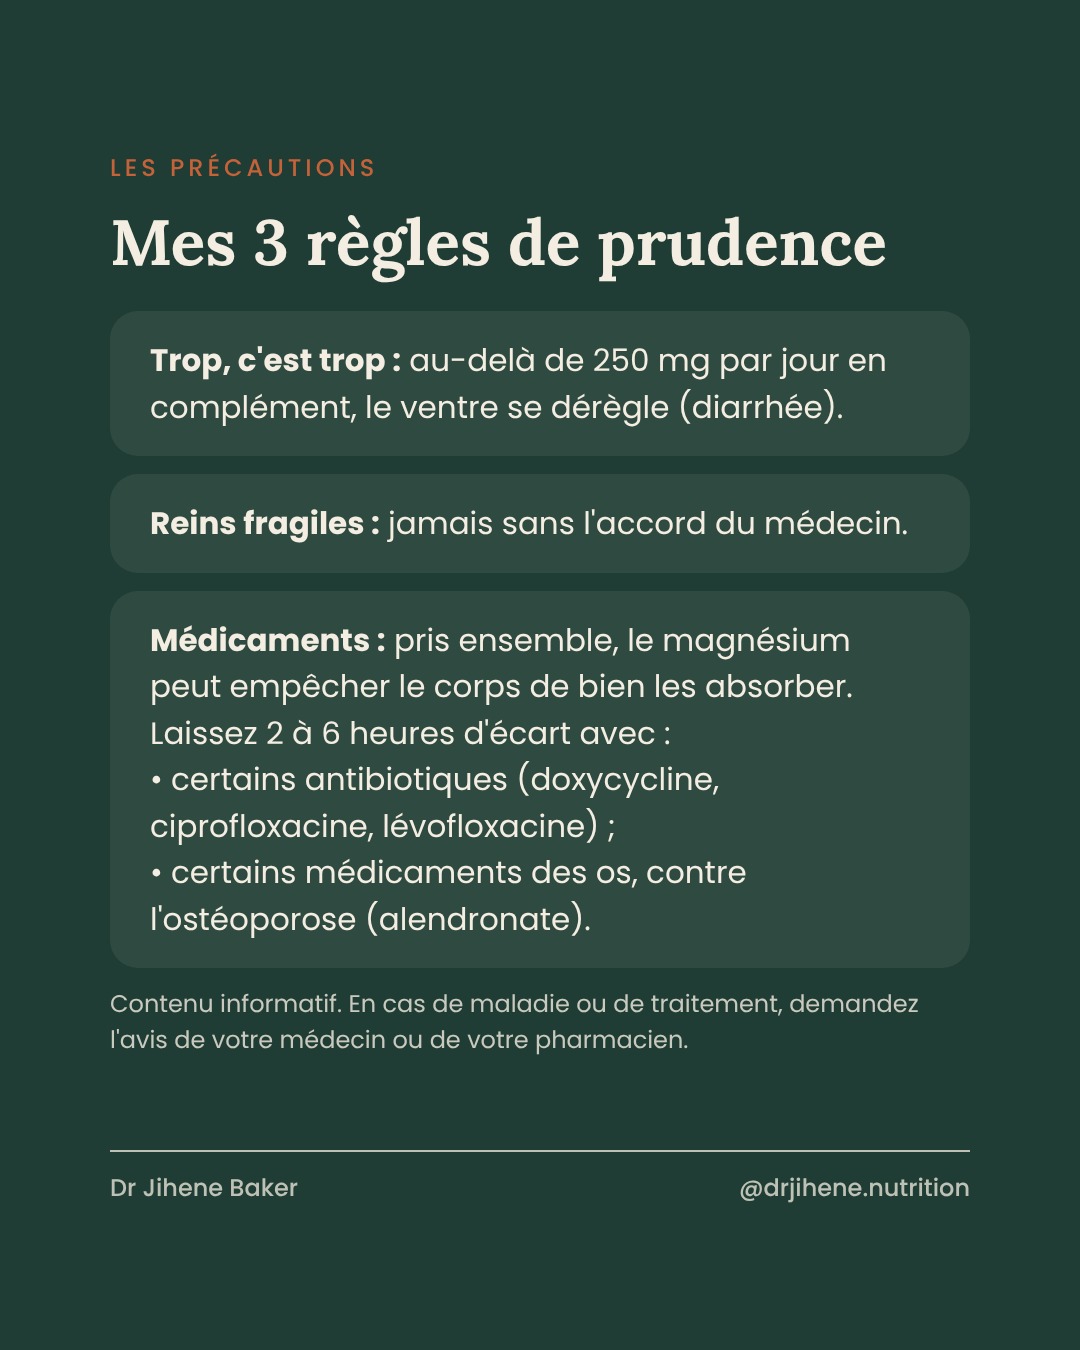 LES PRÉCAUTIONS
Mes 3 règles de prudence
Trop, c'est trop : au-delà de 250 mg par jour en
complément, le ventre se dérègle (diarrhée).
Reins fragiles : jamais sans l'accord du médecin.
Médicaments : pris ensemble, le magnésium
peut empêcher le corps de bien les absorber.
Laissez 2 à 6 heures d'écart avec :
• certains antibiotiques (doxycycline,
ciprofloxacine, lévofloxacine) ;
• certains médicaments des os, contre
l'ostéoporose (alendronate).
Contenu informatif. En cas de maladie ou de traitement, demandez
l'avis de votre médecin ou de votre pharmacien.
Dr Jihene Baker
@drjihene.nutrition